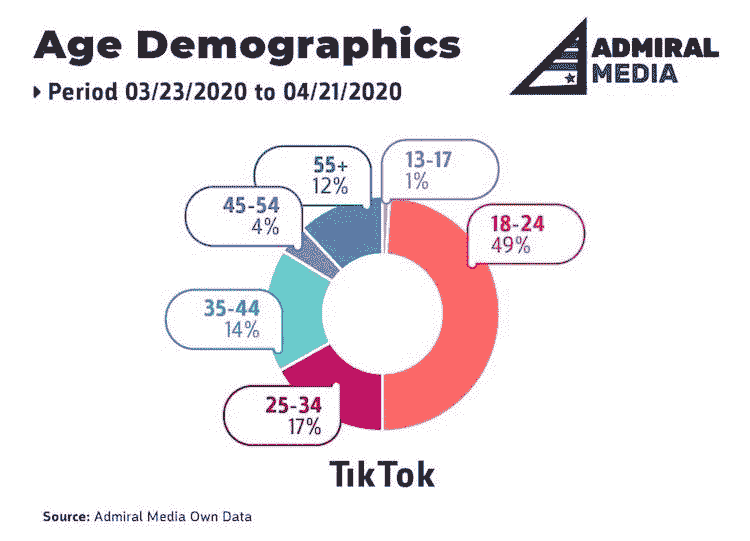 Age Demographics
Period 03/23/2020 to 04/21/2020
ADMIRAL
MEDIA
55+
12%
13-17
1%
45-54
4%
18-24
49%
35-44
14%
25-34
17%
TikTok
Source: Admiral Media Own Data